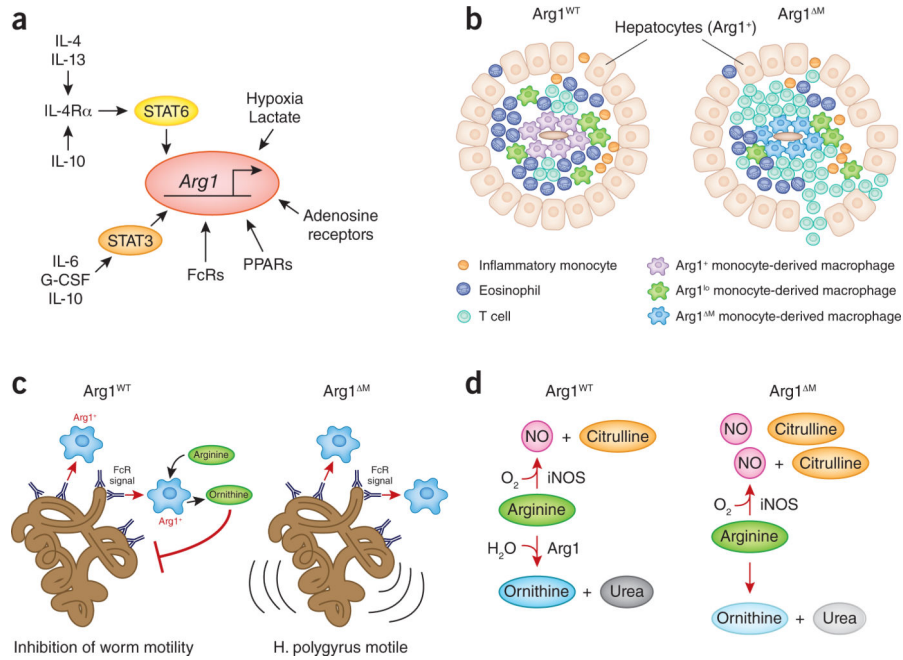 a
IL-4
IL-13
IL-4Rα
STAT6
IL-10
Hypoxia
Lactate
Arg1
STAT3
IL-6
G-CSF
IL-10
FcRs
PPARs
Adenosine
receptors
b
Arg1WT
Arg1ΔM
Hepatocytes (Arg1+)
Inflammatory monocyte
Eosinophil
T cell
Arg1+ monocyte-derived macrophage
Arg1lo monocyte-derived macrophage
Arg1ΔM monocyte-derived macrophage
c
Arg1WT
Arg1ΔM
Arg1+
FcR
signal
Arginine
Ornithine
Arg1+
FcR
signal
Inhibition of worm motility
H. polygyrus motile
d
Arg1WT
Arg1ΔM
NO + Citrulline
O2 iNOS
Arginine
H2O Arg1
Ornithine + Urea
NO Citrulline
NO + Citrulline
O2 iNOS
Arginine
Ornithine + Urea